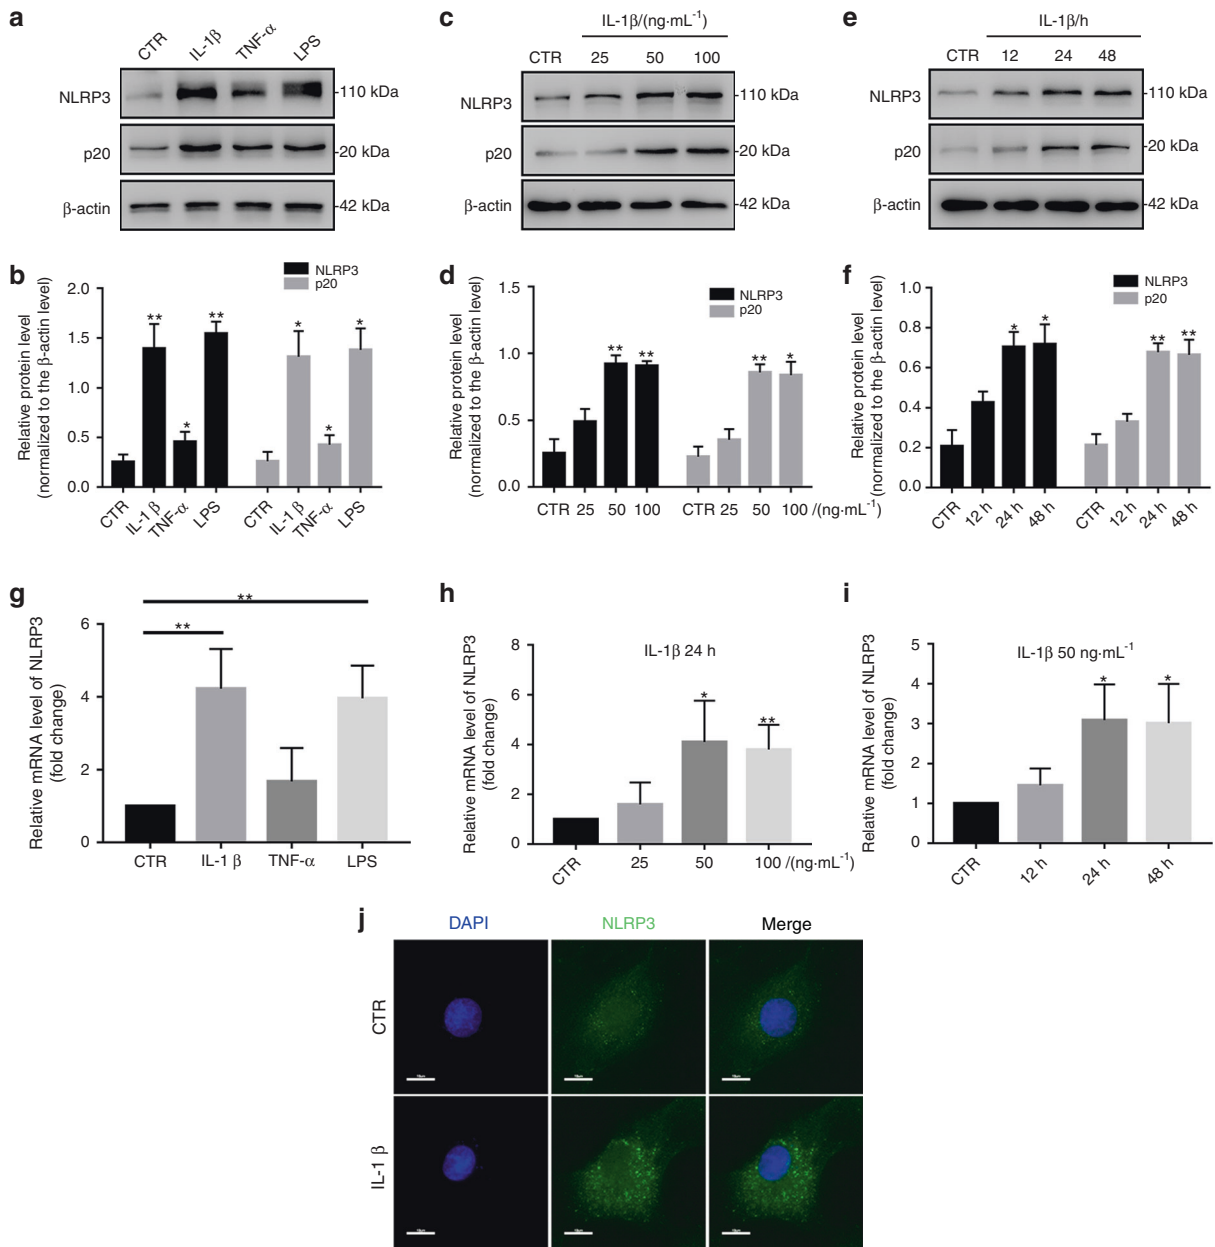 a
CTR IL-1β TNF-α LPS
NLRP3
-110 kDa
p20
-20 kDa
β-actin
-42 kDa
c
IL-1β/(ng·mL⁻¹)
CTR 25 50 100
NLRP3
-110 kDa
p20
-20 kDa
β-actin
-42 kDa
e
IL-1β/h
CTR 12 24 48
NLRP3
-110 kDa
p20
-20 kDa
β-actin
-42 kDa
b
NLRP3
p20
Relative protein level
(normalized to the β-actin level)
2.0
1.5
1.0
0.5
0.0
** * ** * * *
CTR IL-1 β TNF-α LPS CTR IL-1 β TNF-α LPS
d
NLRP3
p20
Relative protein level
(normalized to the β-actin level)
1.5
1.0
0.5
0.0
** ** ** *
CTR 25 50 100 CTR 25 50 100 /(ng·mL⁻¹)
f
NLRP3
p20
Relative protein level
(normalized to the β-actin level)
1.0
0.8
0.6
0.4
0.2
0.0
* * ** **
CTR 12 h 24 h 48 h CTR 12 h 24 h 48 h
g
Relative mRNA level of NLRP3
(fold change)
6
4
2
0
**
**
CTR IL-1 β TNF-α LPS
h
IL-1β 24 h
Relative mRNA level of NLRP3
(fold change)
8
6
4
2
0
* **
CTR 25 50 100 /(ng·mL⁻¹)
i
IL-1β 50 ng·mL⁻¹
Relative mRNA level of NLRP3
(fold change)
5
4
3
2
1
0
* *
CTR 12 h 24 h 48 h
j
DAPI NLRP3 Merge
CTR
IL-1 β